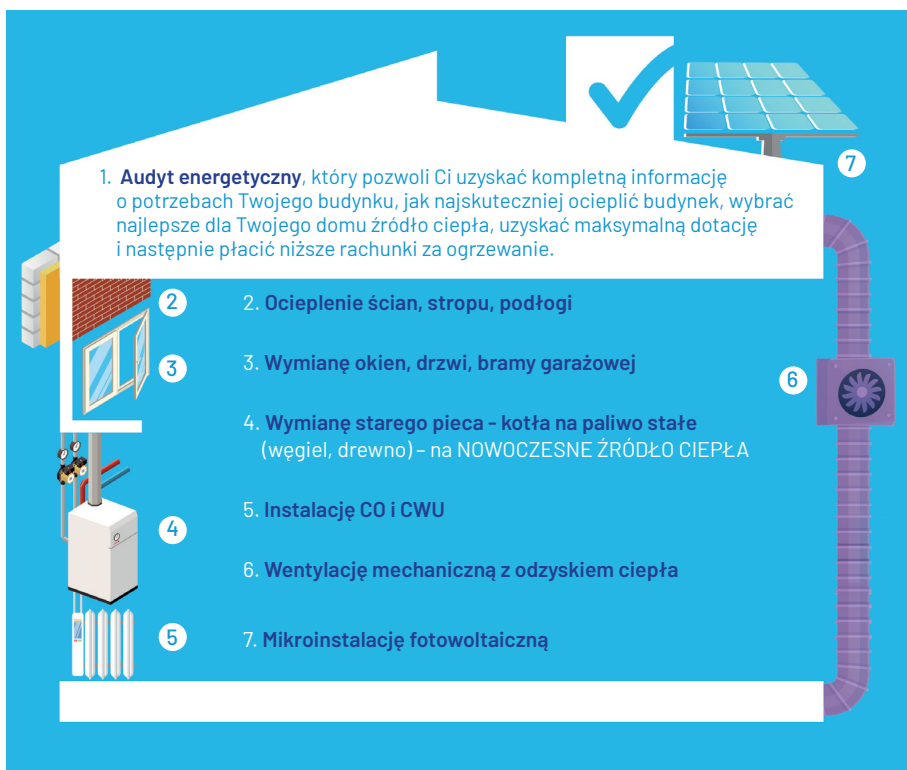 1. Audyt energetyczny, który pozwoli Ci uzyskać kompletną informację
o potrzebach Twojego budynku, jak najskuteczniej ocieplić budynek, wybrać
najlepsze dla Twojego domu źródło ciepła, uzyskać maksymalną dotację
i następnie płacić niższe rachunki za ogrzewanie.
7
2
2. Ocieplenie ścian, stropu, podłogi
3
3. Wymianę okien, drzwi, bramy garażowej
6
4. Wymianę starego pieca - kotła na paliwo stałe
(węgiel, drewno) – na NOWOCZESNE ŹRÓDŁO CIEPŁA
4
5. Instalację CO i CWU
6. Wentylację mechaniczną z odzyskiem ciepła
5
7. Mikroinstalację fotowoltaiczną